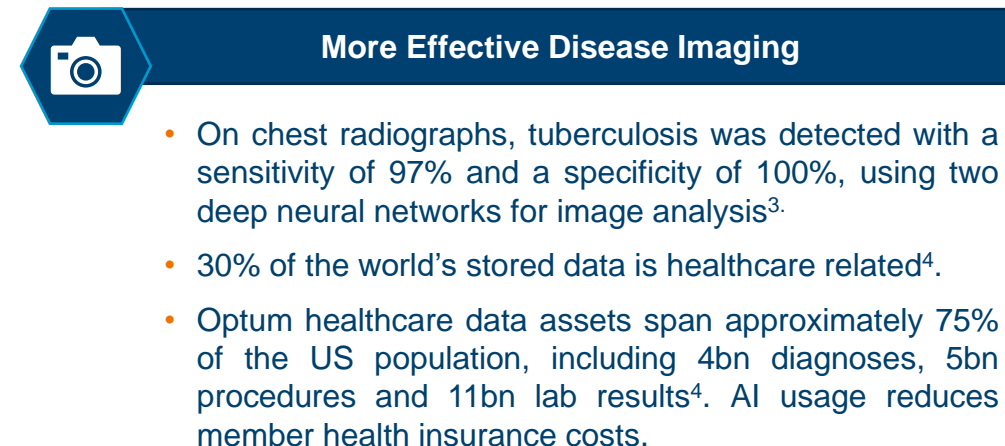 More Effective Disease Imaging
• On chest radiographs, tuberculosis was detected with a
sensitivity of 97% and a specificity of 100%, using two
deep neural networks for image analysis³·
• 30% of the world’s stored data is healthcare related⁴.
• Optum healthcare data assets span approximately 75%
of the US population, including 4bn diagnoses, 5bn
procedures and 11bn lab results⁴. AI usage reduces
member health insurance costs.